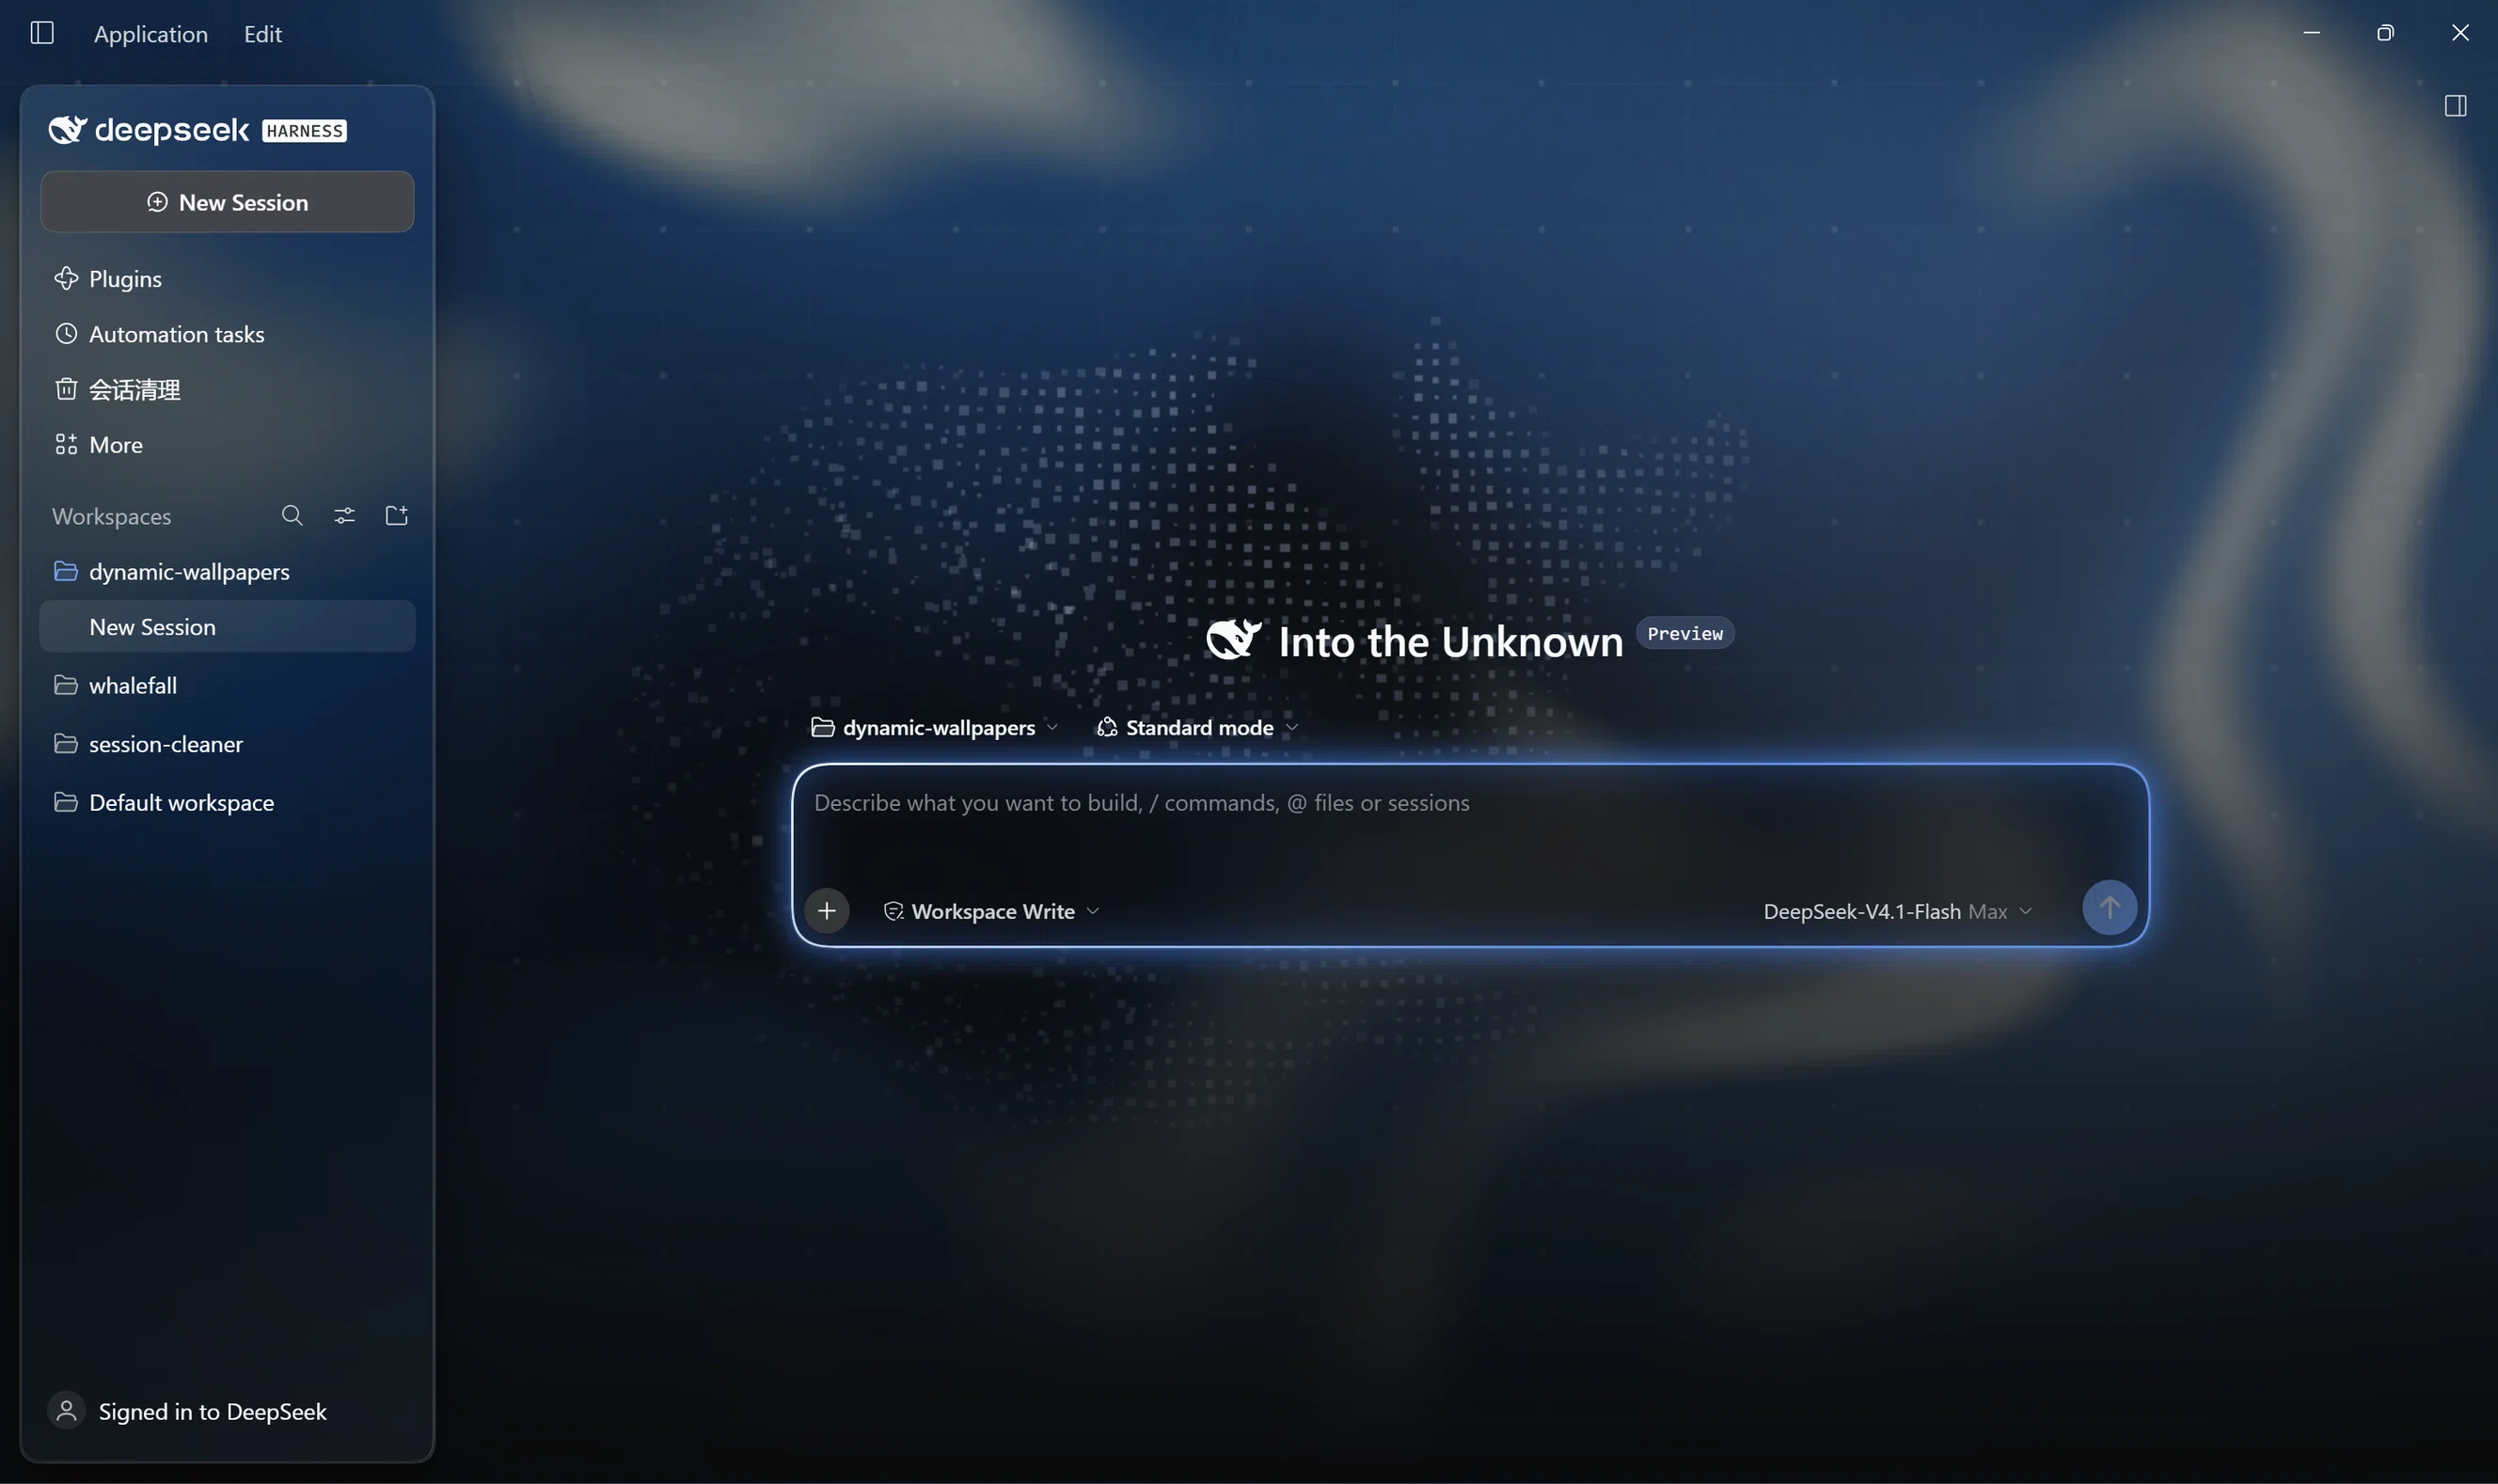 Application Edit
deepseek HARNESS
New Session
Plugins
Automation tasks
会话清理
More
Workspaces
dynamic-wallpapers
New Session
whalefall
session-cleaner
Default workspace
Signed in to DeepSeek
Into the Unknown Preview
dynamic-wallpapers Standard mode
Describe what you want to build, / commands, @ files or sessions
Workspace Write DeepSeek-V4.1-Flash Max